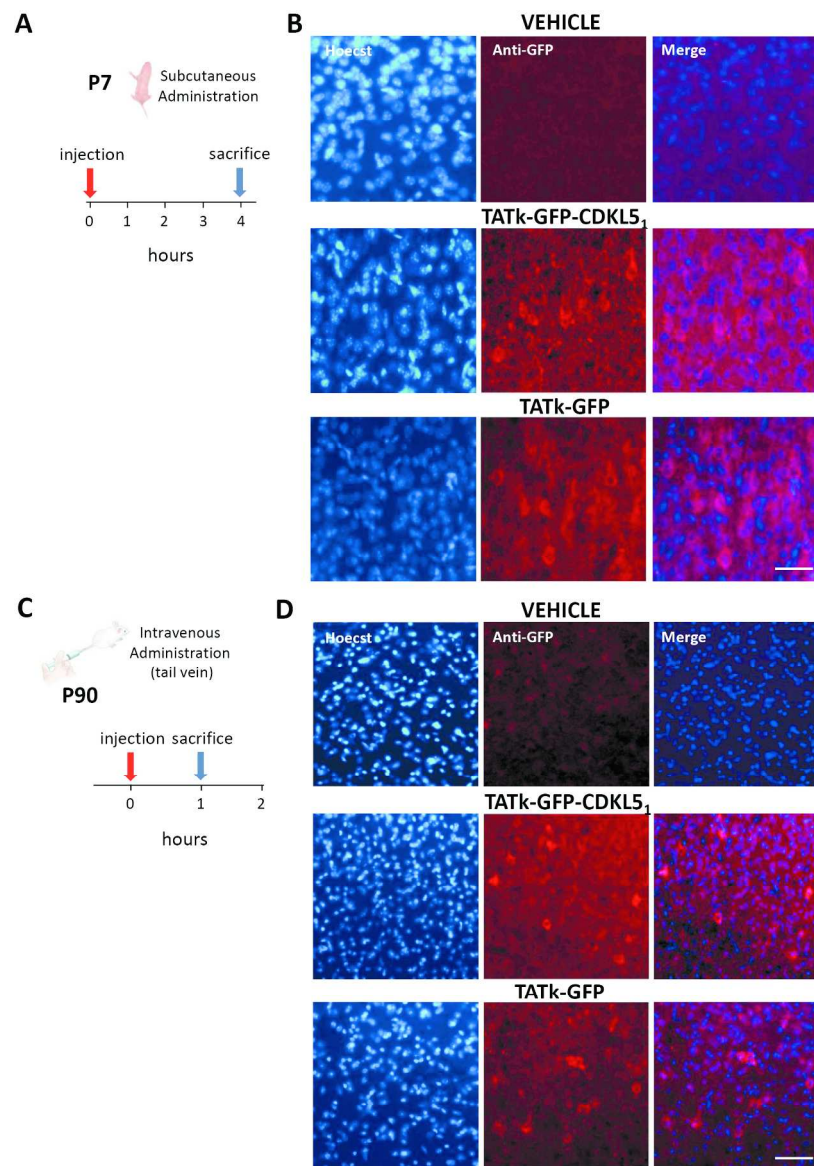 A
P7
Subcutaneous
Administration
injection
sacrifice
0 1 2 3 4
hours
B
VEHICLE
Hoecst
Anti-GFP
Merge
TATk-GFP-CDKL5₁
TATk-GFP
C
Intravenous
Administration
(tail vein)
P90
injection sacrifice
0 1 2
hours
D
VEHICLE
Hoecst
Anti-GFP
Merge
TATk-GFP-CDKL5₁
TATk-GFP